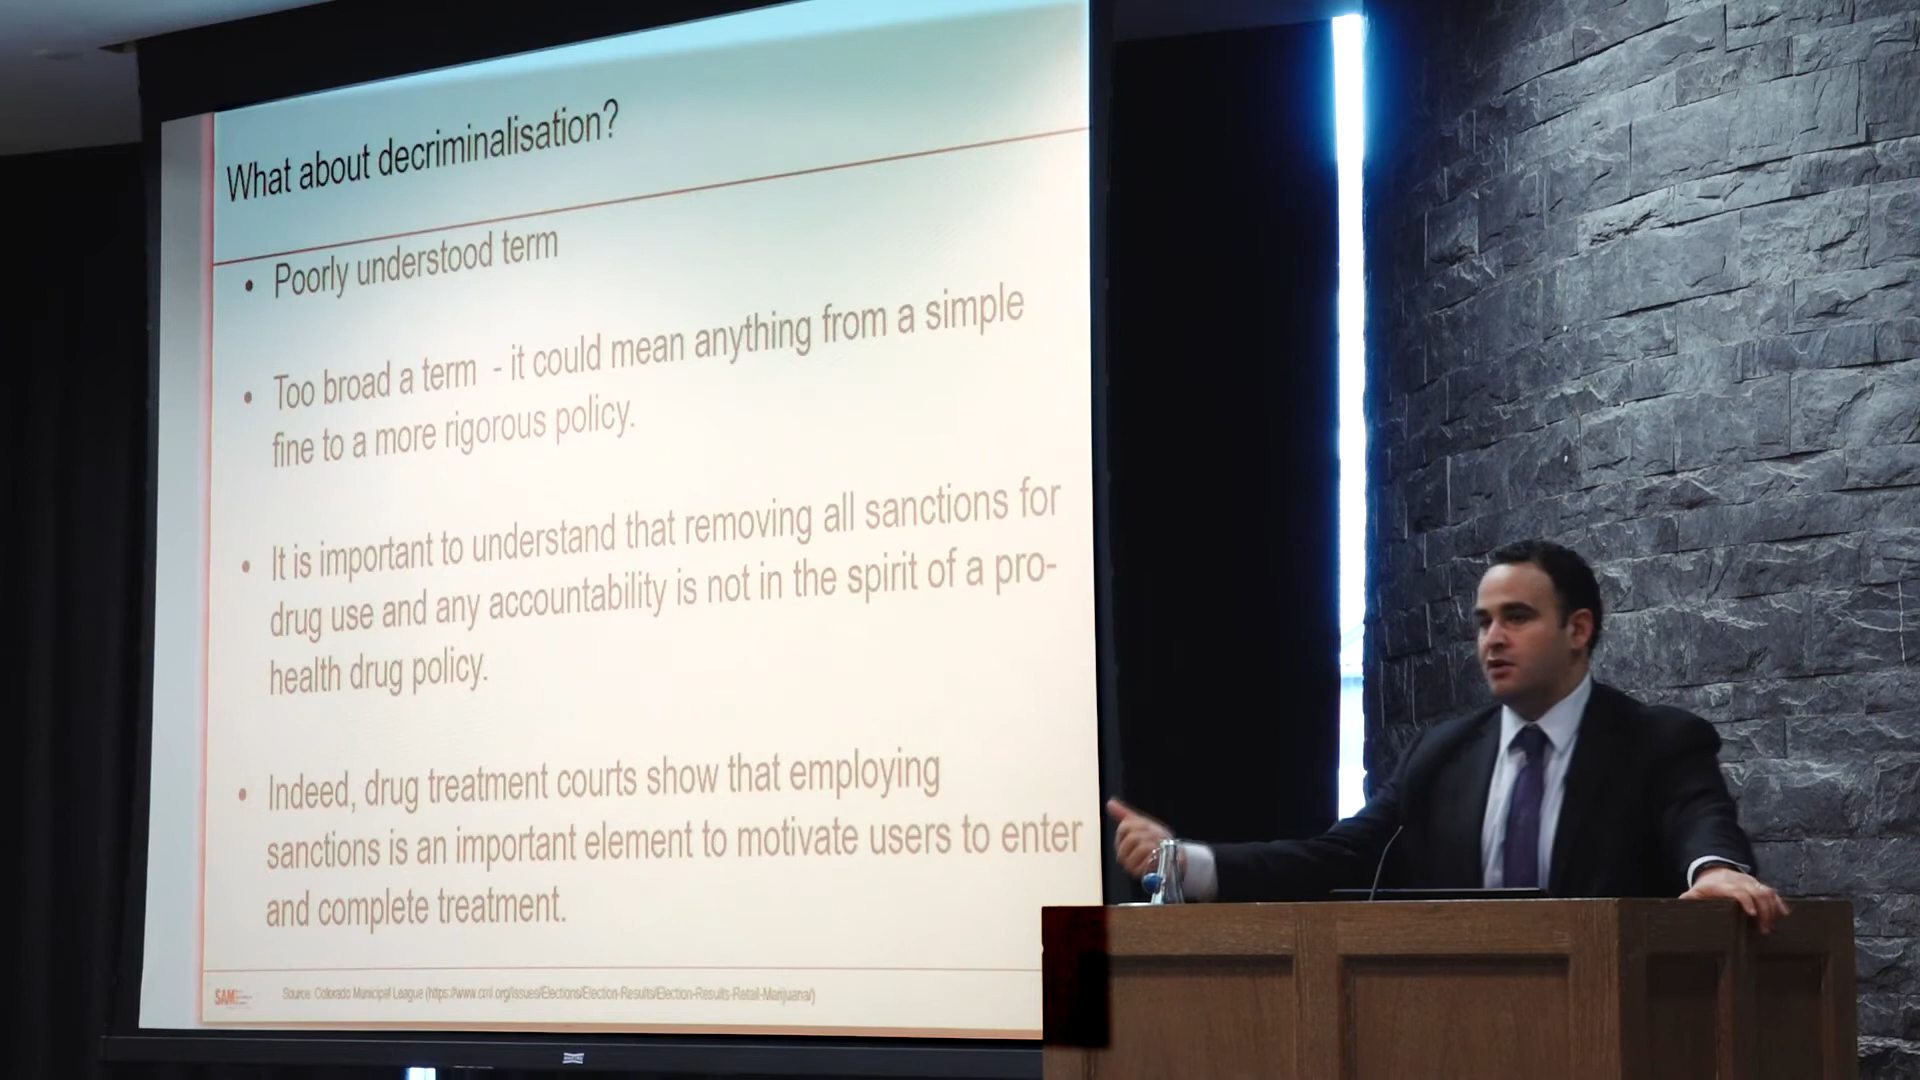 What about decriminalisation?
• Poorly understood term
• Too broad a term - it could mean anything from a simple
fine to a more rigorous policy.
• It is important to understand that removing all sanctions for
drug use and any accountability is not in the spirit of a pro-
health drug policy.
• Indeed, drug treatment courts show that employing
sanctions is an important element to motivate users to enter
and complete treatment.
SAM
Source: Colorado Municipal League (https://www.cml.org/Issues/Elections/Election-Results/Election-Results-Retail-Marijuana/)